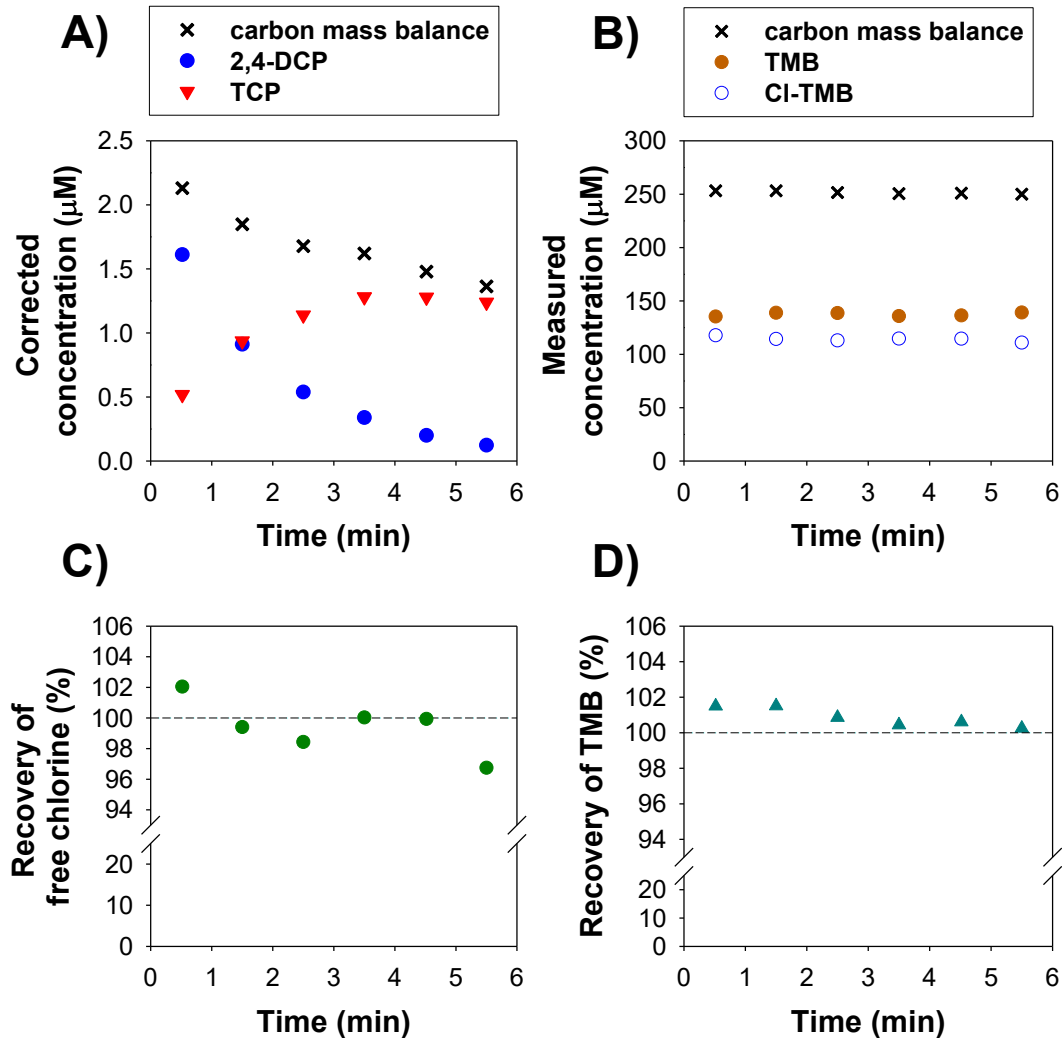 A)
carbon mass balance
2,4-DCP
TCP
Corrected
concentration (μM)
2.5
2.0
1.5
1.0
0.5
0.0
0 1 2 3 4 5 6
Time (min)
B)
carbon mass balance
TMB
Cl-TMB
Measured
concentration (μM)
300
250
200
150
100
50
0
0 1 2 3 4 5 6
Time (min)
C)
Recovery of
free chlorine (%)
106
104
102
100
98
96
94
20
10
0
0 1 2 3 4 5 6
Time (min)
D)
Recovery of TMB (%)
106
104
102
100
98
96
94
20
10
0
0 1 2 3 4 5 6
Time (min)